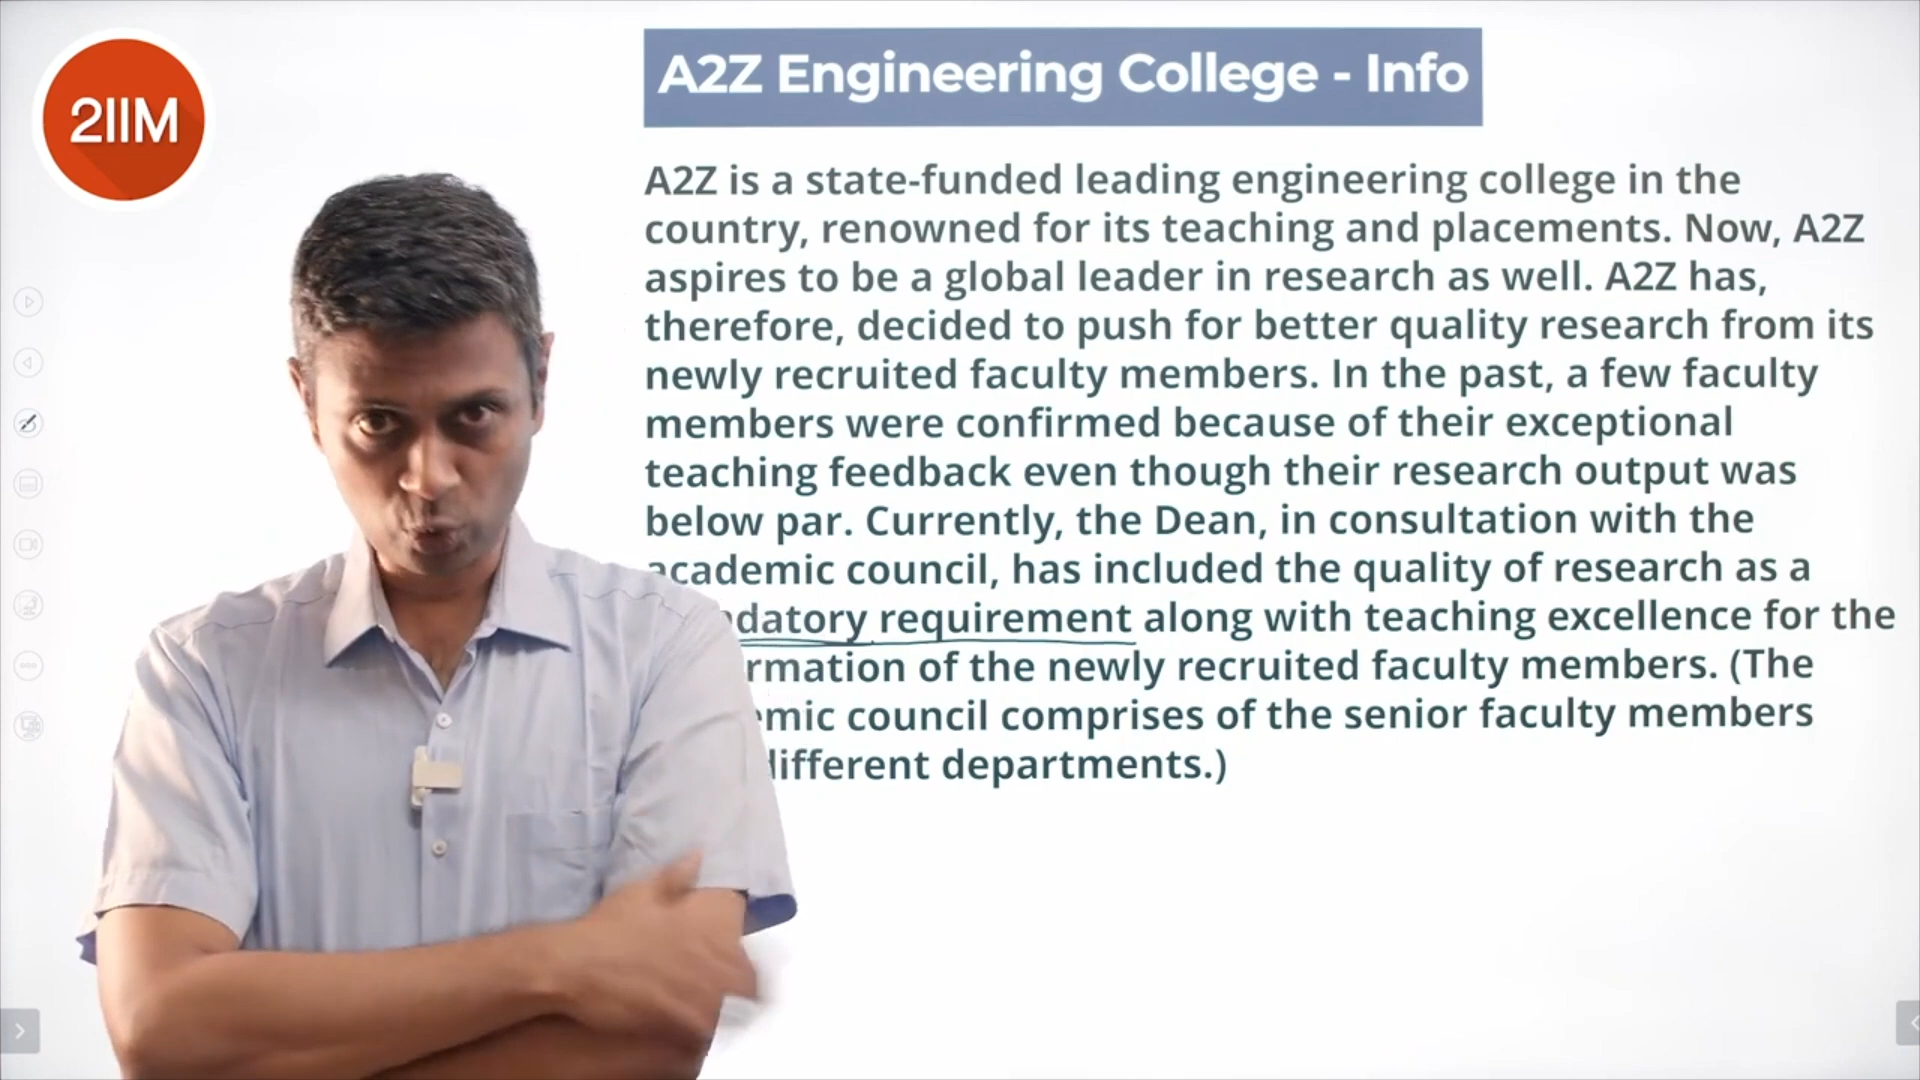 2IIM
A2Z Engineering College - Info
A2Z is a state-funded leading engineering college in the
country, renowned for its teaching and placements. Now, A2Z
aspires to be a global leader in research as well. A2Z has,
therefore, decided to push for better quality research from its
newly recruited faculty members. In the past, a few faculty
members were confirmed because of their exceptional
teaching feedback even though their research output was
below par. Currently, the Dean, in consultation with the
academic council, has included the quality of research as a
datory requirement along with teaching excellence for the
rmation of the newly recruited faculty members. (The
emic council comprises of the senior faculty members
different departments.)